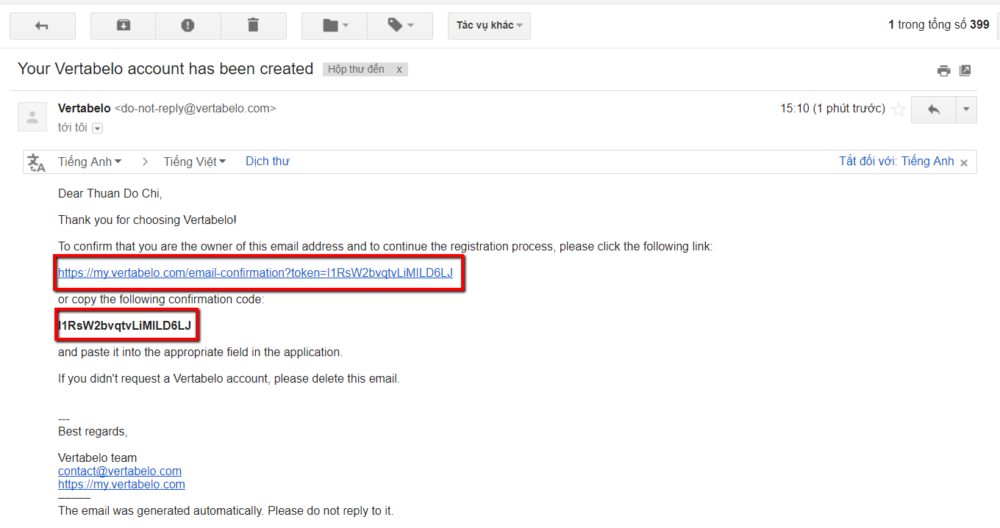 Tác vụ khác
1 trong tổng số 399
Your Vertabelo account has been created Hộp thư đến x
Vertabelo <do-not-reply@vertabelo.com> 15:10 (1 phút trước)
tới tôi
Tiếng Anh > Tiếng Việt Dịch thư Tắt đối với: Tiếng Anh x
Dear Thuan Do Chi,
Thank you for choosing Vertabelo!
To confirm that you are the owner of this email address and to continue the registration process, please click the following link:
https://my.vertabelo.com/email-confirmation?token=I1RsW2bvqtvLiMILD6LJ
or copy the following confirmation code:
I1RsW2bvqtvLiMILD6LJ
and paste it into the appropriate field in the application.
If you didn't request a Vertabelo account, please delete this email.
---
Best regards,
Vertabelo team
contact@vertabelo.com
https://my.vertabelo.com
_____
The email was generated automatically. Please do not reply to it.